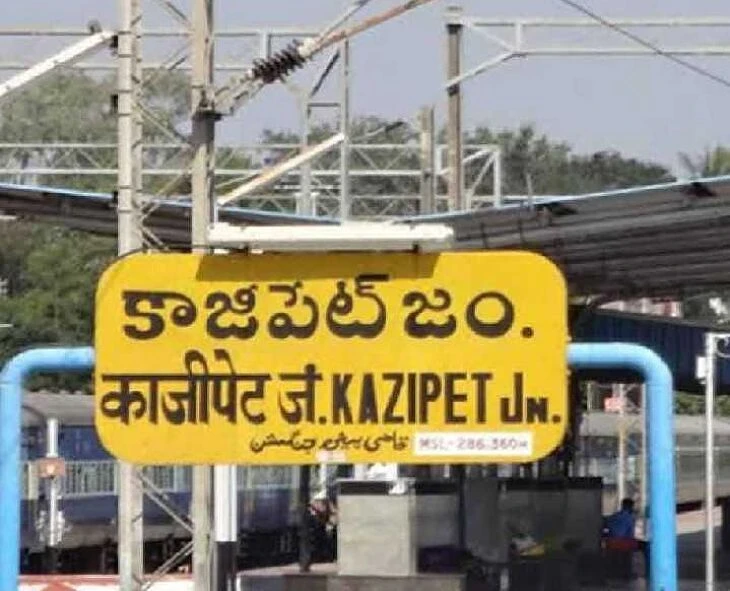 కాజీపేట్ జం.
काजीपेट जं. KAZIPET Jn.
قاضی پیٹ جنکشن MSL-286.360M